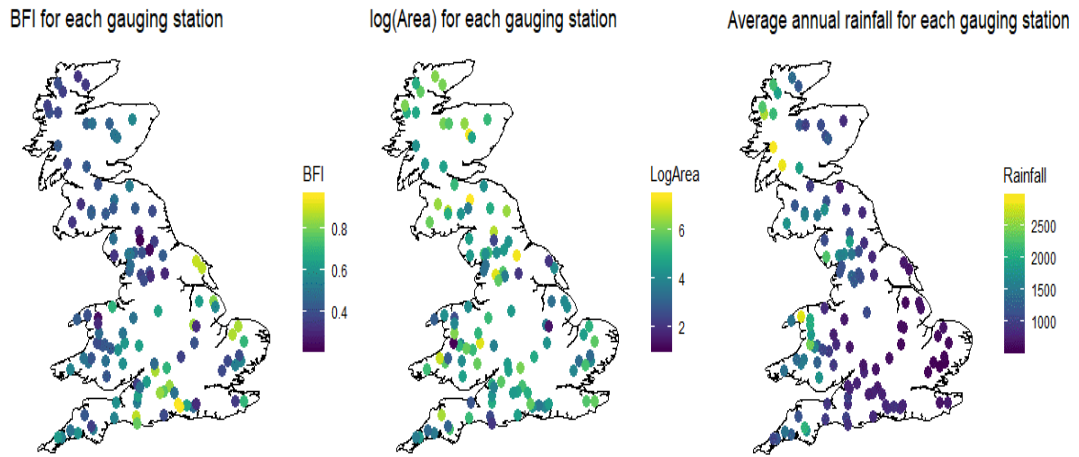 BFI for each gauging station
log(Area) for each gauging station
Average annual rainfall for each gauging station
BFI
0.8
0.6
0.4
LogArea
6
4
2
Rainfall
2500
2000
1500
1000